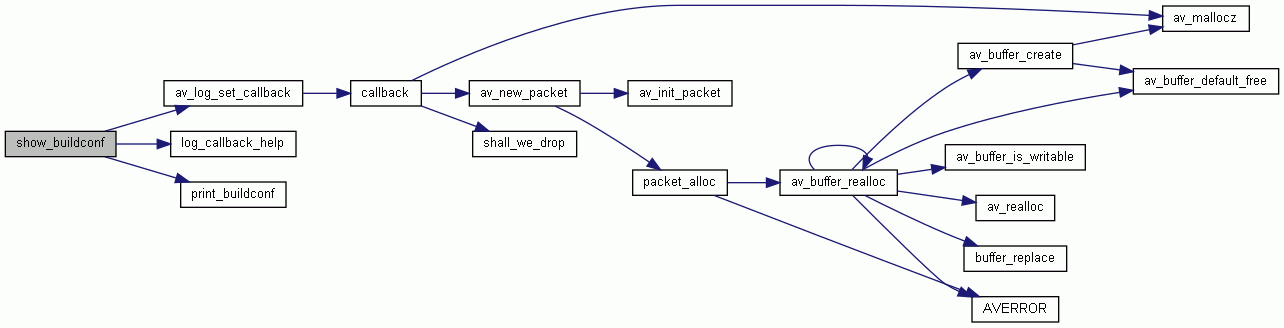 show_buildconf
av_log_set_callback
log_callback_help
print_buildconf
callback
av_new_packet
shall_we_drop
av_init_packet
packet_alloc
av_buffer_realloc
av_buffer_create
av_mallocz
av_buffer_default_free
av_buffer_is_writable
av_realloc
buffer_replace
AVERROR